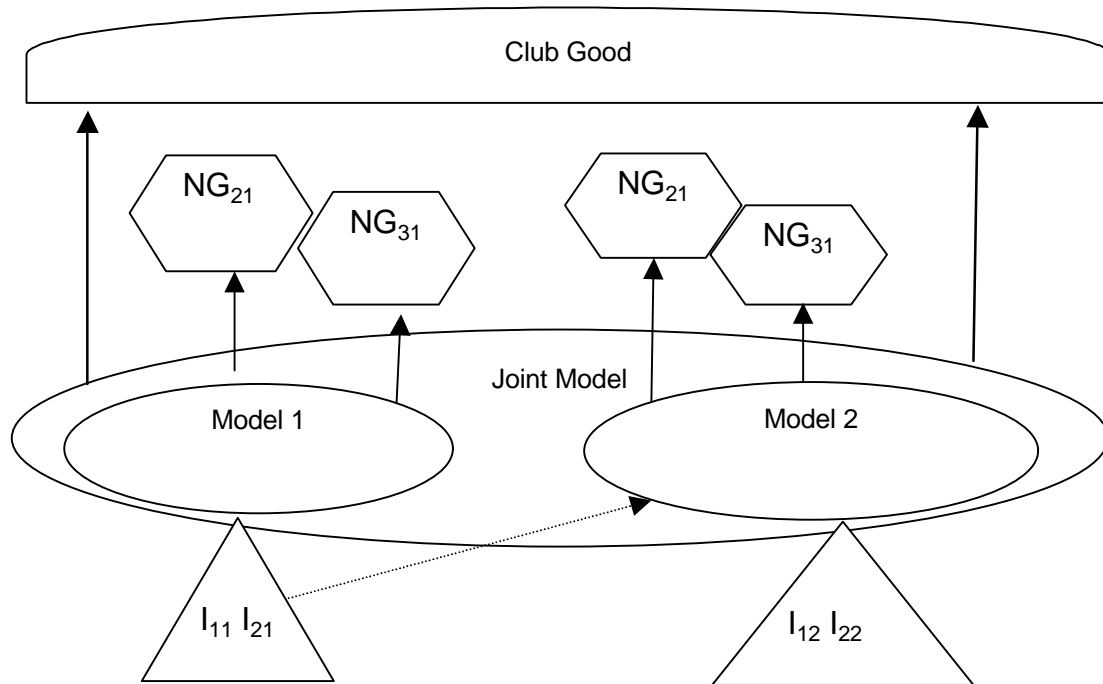 Club Good
NG₂₁
NG₃₁
NG₂₁
NG₃₁
Joint Model
Model 1
Model 2
I₁₁ I₂₁
I₁₂ I₂₂